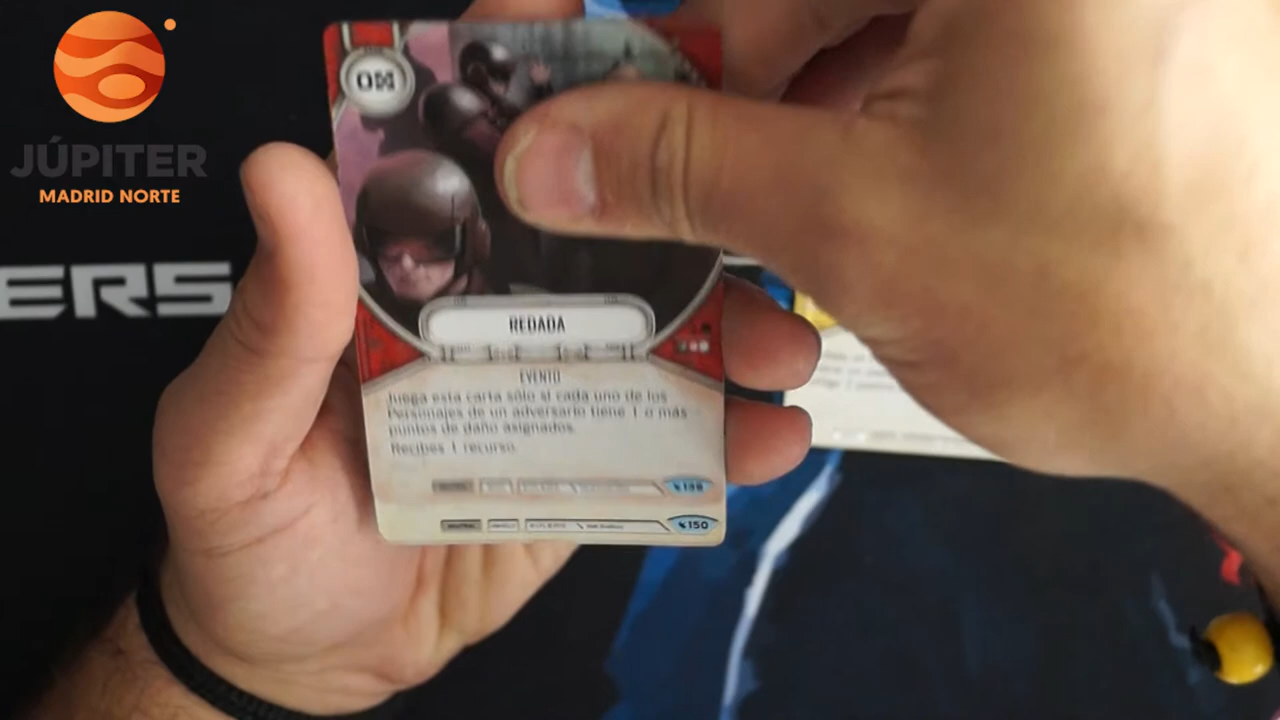 JÚPITER
MADRID NORTE
ERS
0
REDADA
EVENTO
Juega esta carta sólo si cada uno de los
Personajes de un adversario tiene 1 o más
puntos de daño asignados.
Recibes 1 recurso.
NEUTRAL
150